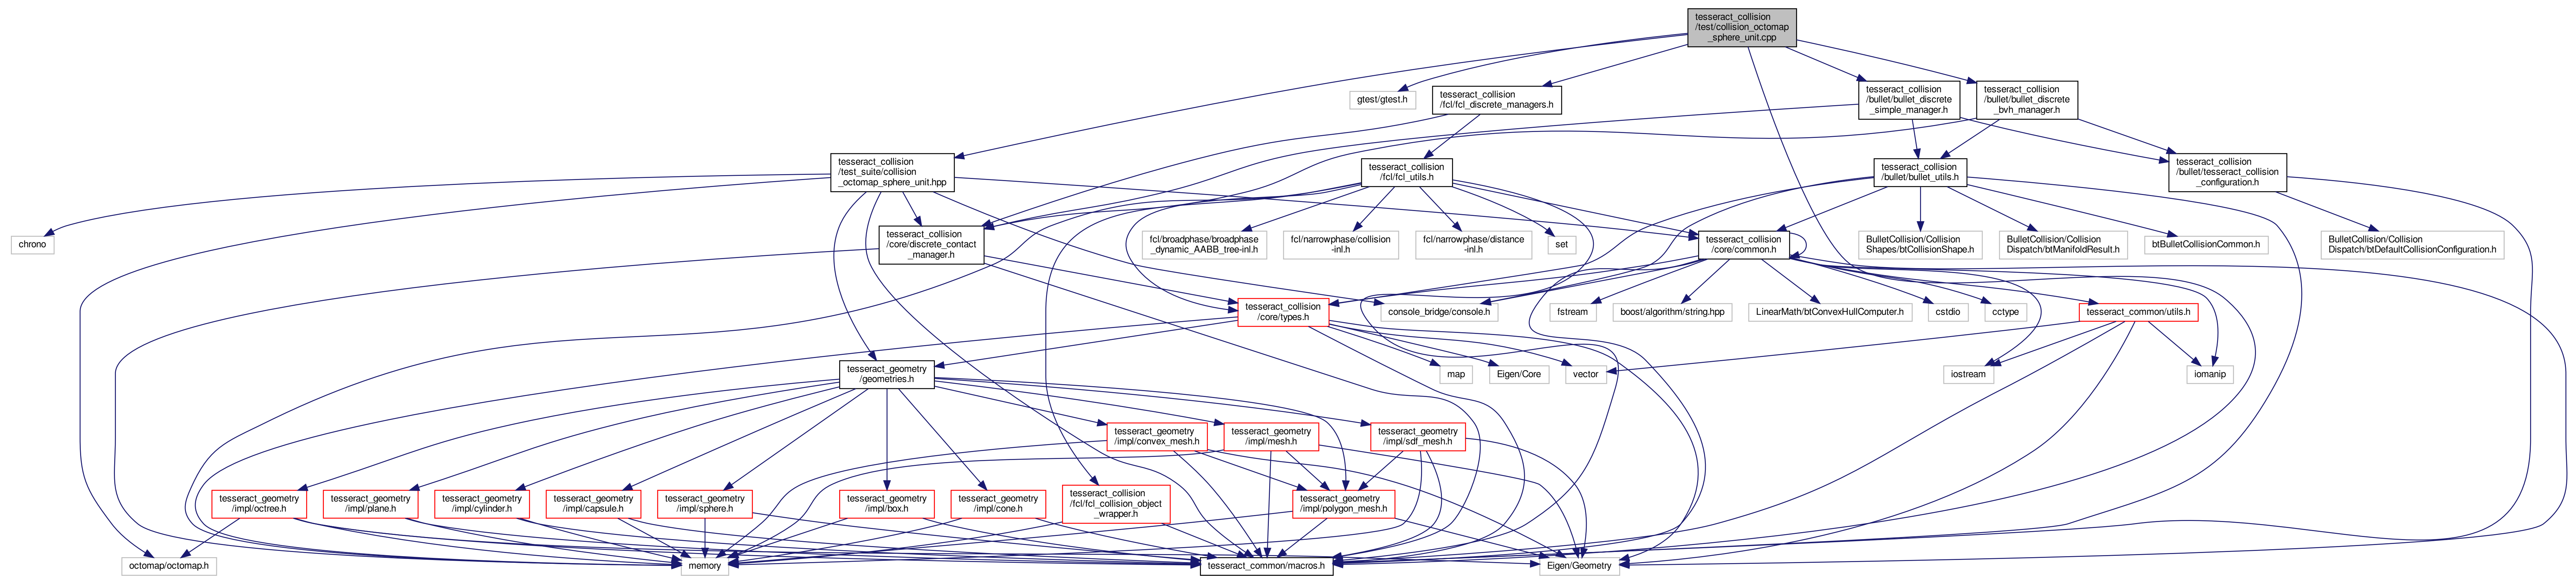 tesseract_collision
/test/collision_octomap
_sphere_unit.cpp
gtest/gtest.h
tesseract_collision
/fcl/fcl_discrete_managers.h
tesseract_collision
/bullet/bullet_discrete
_simple_manager.h
tesseract_collision
/bullet/bullet_discrete
_bvh_manager.h
tesseract_collision
/test_suite/collision
_octomap_sphere_unit.hpp
tesseract_collision
/fcl/fcl_utils.h
tesseract_collision
/bullet/bullet_utils.h
tesseract_collision
/bullet/tesseract_collision
_configuration.h
chrono
tesseract_collision
/core/discrete_contact
_manager.h
fcl/broadphase/broadphase
_dynamic_AABB_tree-inl.h
fcl/narrowphase/collision
-inl.h
fcl/narrowphase/distance
-inl.h
set
tesseract_collision
/core/common.h
BulletCollision/Collision
Shapes/btCollisionShape.h
BulletCollision/Collision
Dispatch/btManifoldResult.h
btBulletCollisionCommon.h
BulletCollision/Collision
Dispatch/btDefaultCollisionConfiguration.h
tesseract_collision
/core/types.h
console_bridge/console.h
fstream
boost/algorithm/string.hpp
LinearMath/btConvexHullComputer.h
cstdio
cctype
tesseract_common/utils.h
tesseract_geometry
/geometries.h
map
Eigen/Core
vector
iostream
iomanip
tesseract_geometry
/impl/convex_mesh.h
tesseract_geometry
/impl/mesh.h
tesseract_geometry
/impl/sdf_mesh.h
tesseract_geometry
/impl/octree.h
tesseract_geometry
/impl/plane.h
tesseract_geometry
/impl/cylinder.h
tesseract_geometry
/impl/capsule.h
tesseract_geometry
/impl/sphere.h
tesseract_geometry
/impl/box.h
tesseract_geometry
/impl/cone.h
tesseract_collision
/fcl/fcl_collision_object
_wrapper.h
tesseract_geometry
/impl/polygon_mesh.h
octomap/octomap.h
memory
tesseract_common/macros.h
Eigen/Geometry